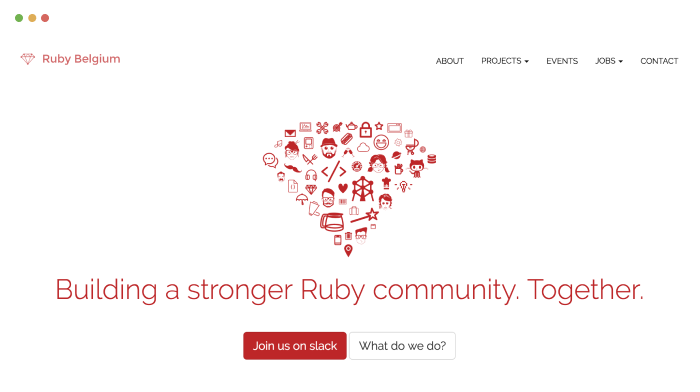 Ruby Belgium
ABOUT PROJECTS EVENTS JOBS CONTACT
</>
Building a stronger Ruby community. Together.
Join us on slack What do we do?